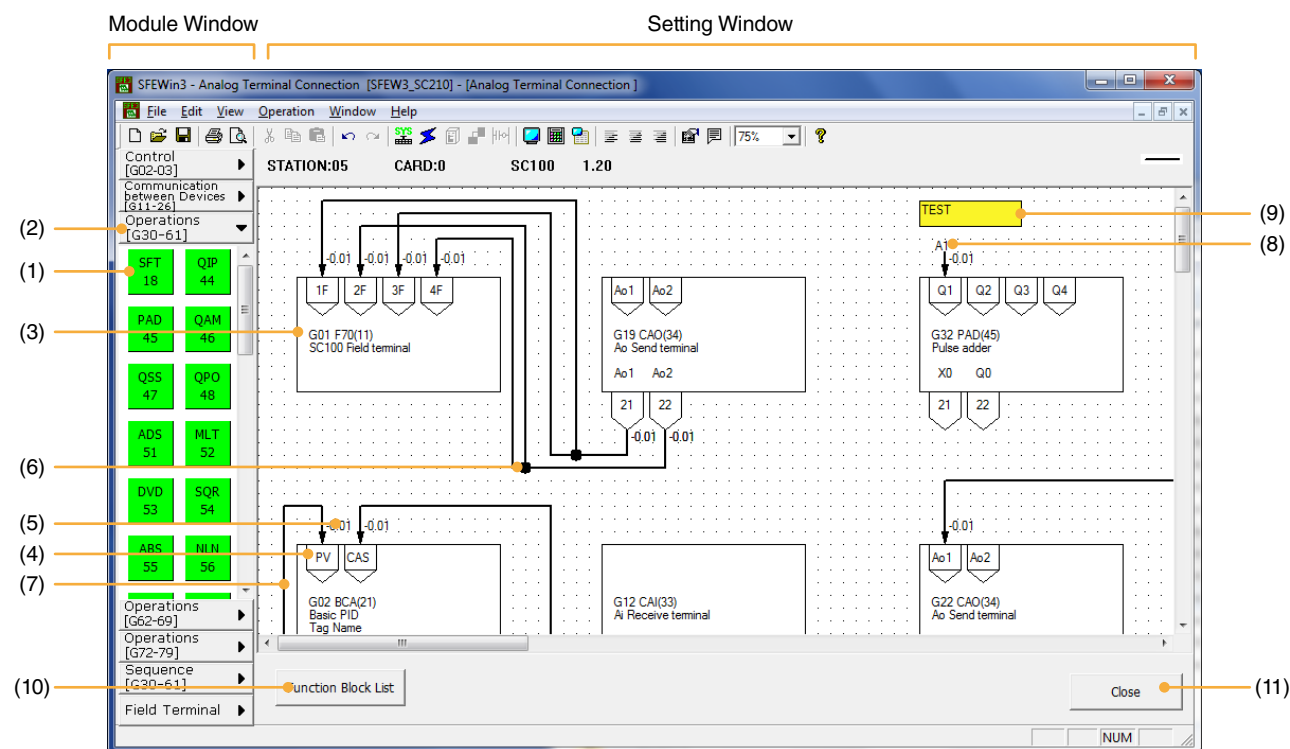 Module Window
Setting Window
SFEWin3 - Analog Terminal Connection [SFEW3_SC210] - [Analog Terminal Connection ]
File Edit View Operation Window Help
SYS
75%
Control
[G02-03]
STATION:05 CARD:0 SC100 1.20
Communication
between Devices
[G11-26]
Operations
[G30-61]
(2)
(1)
SFT
18
QIP
44
(3)
PAD
45
QAM
46
QSS
47
QPO
48
ADS
51
MLT
52
(6)
DVD
53
SQR
54
(5)
(4)
ABS
55
NLN
56
(7)
Operations
[G62-69]
Operations
[G72-79]
Sequence
[G30-61]
Field Terminal
(10)
-0.01 -0.01 -0.01 -0.01
1F 2F 3F 4F
G01 F70(11)
SC100 Field terminal
Ao1 Ao2
G19 CAO(34)
Ao Send terminal
Ao1 Ao2
21 22
-0.01 -0.01
TEST
(9)
A1
(8)
-0.01
Q1 Q2 Q3 Q4
G32 PAD(45)
Pulse adder
X0 Q0
21 22
-0.01 -0.01
PV CAS
G02 BCA(21)
Basic PID
Tag Name
G12 CAI(33)
Ai Receive terminal
-0.01
Ao1 Ao2
G22 CAO(34)
Ao Send terminal
Function Block List
Close
(11)
NUM